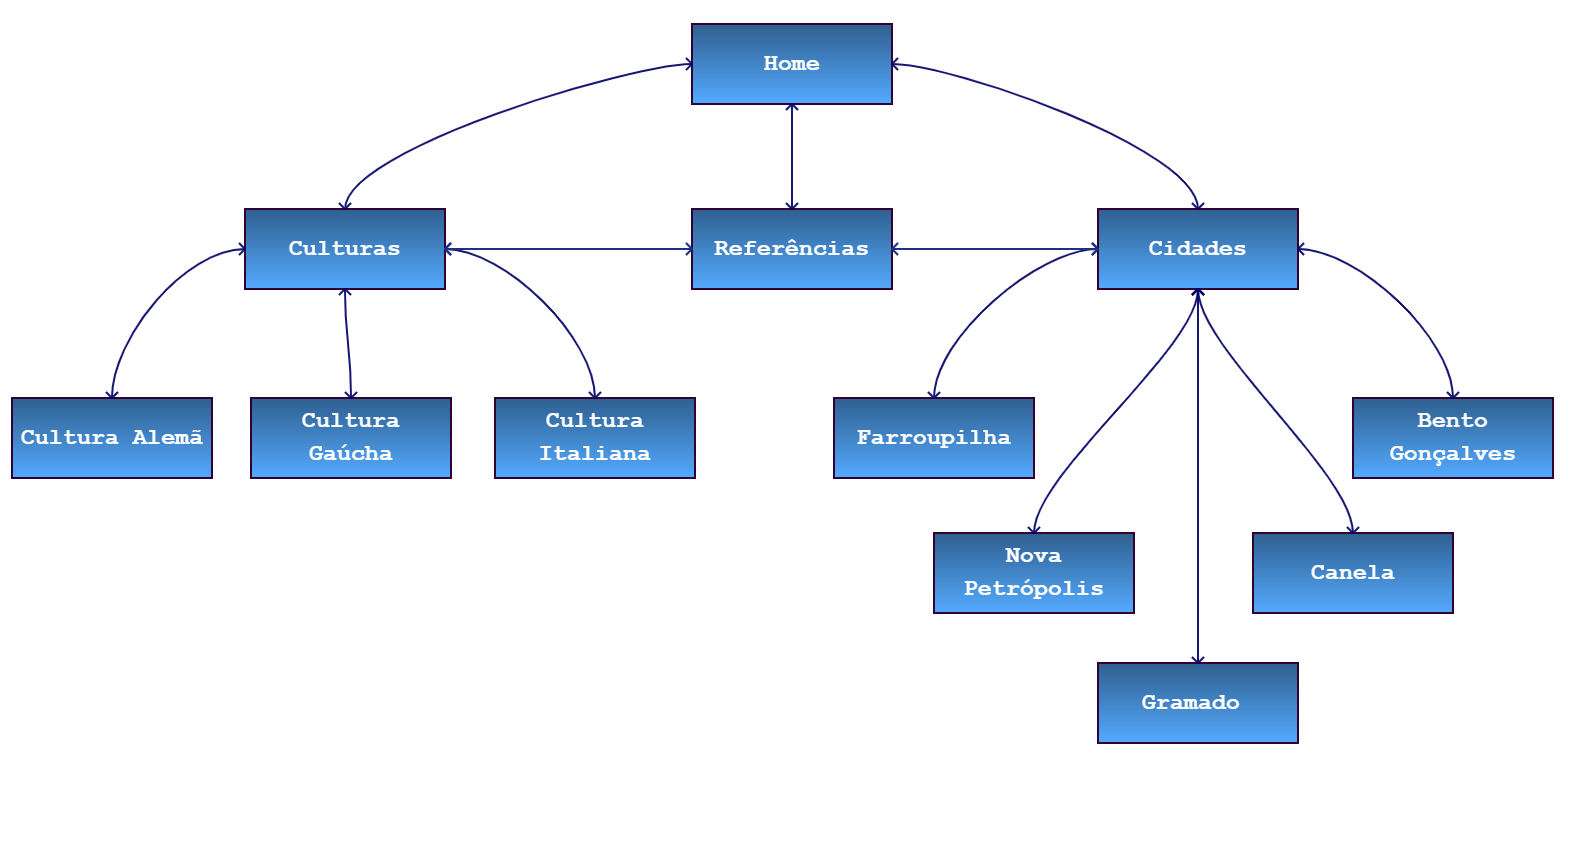 Home
Culturas
Referências
Cidades
Cultura Alemã
Cultura
Gaúcha
Cultura
Italiana
Farroupilha
Bento
Gonçalves
Nova
Petrópolis
Canela
Gramado